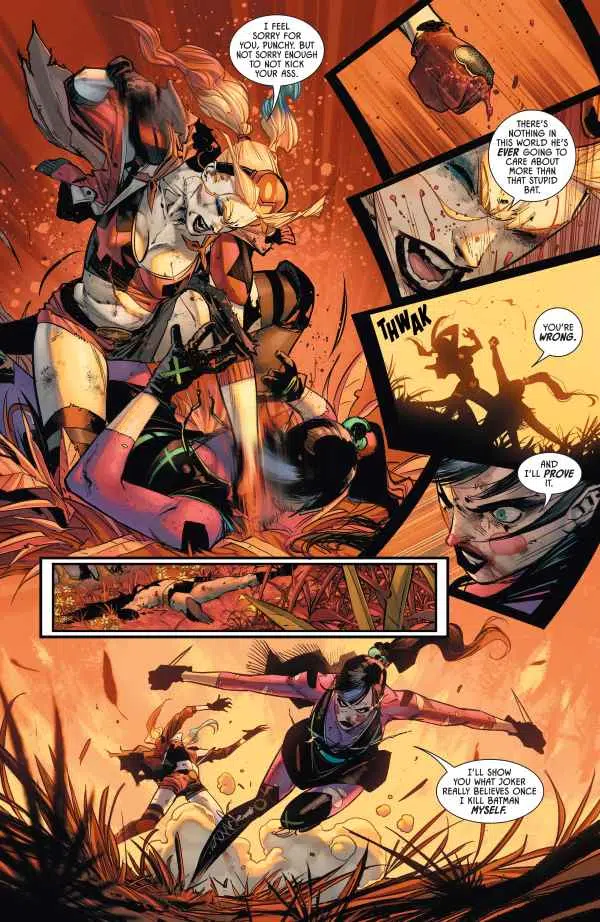 I FEEL
SORRY FOR
YOU, PUNCHY. BUT
NOT SORRY ENOUGH
TO NOT KICK
YOUR ASS.
THERE'S
NOTHING IN
THIS WORLD HE'S
EVER GOING TO
CARE ABOUT
MORE THAN
THAT STUPID
BAT.
THWAK
YOU'RE
WRONG.
AND
I'LL PROVE
IT.
I'LL SHOW
YOU WHAT JOKER
REALLY BELIEVES ONCE
I KILL BATMAN
MYSELF.